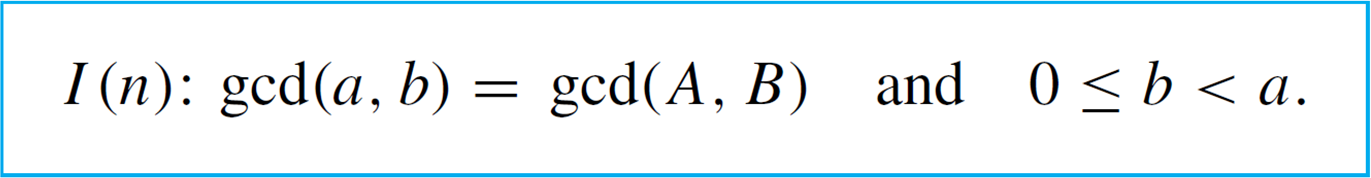 I(n): gcd(a, b) = gcd(A, B) and 0 ≤ b < a.